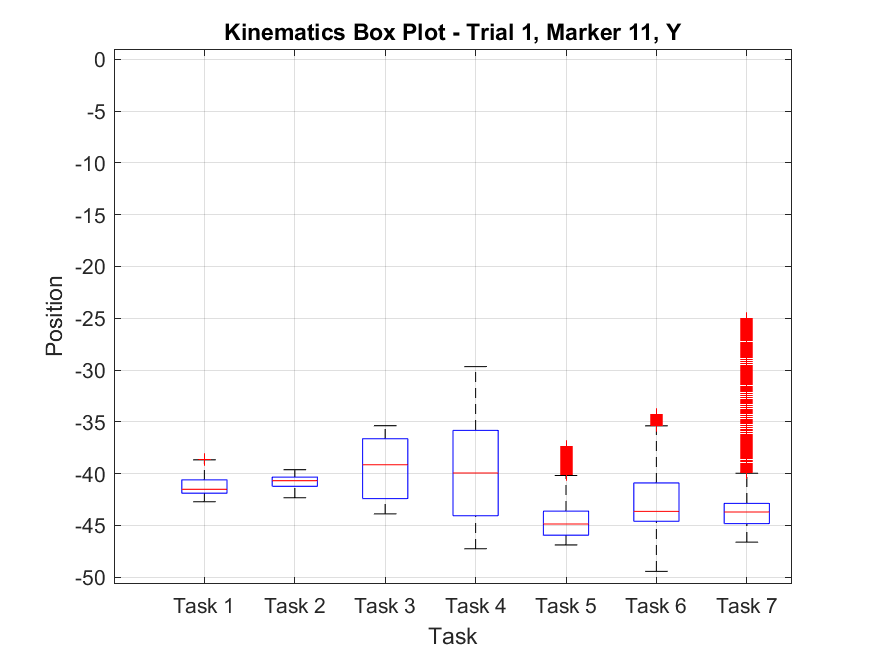 Kinematics Box Plot - Trial 1, Marker 11, Y
0
-5
-10
-15
-20
-25
-30
-35
-40
-45
-50
Position
Task 1 Task 2 Task 3 Task 4 Task 5 Task 6 Task 7
Task